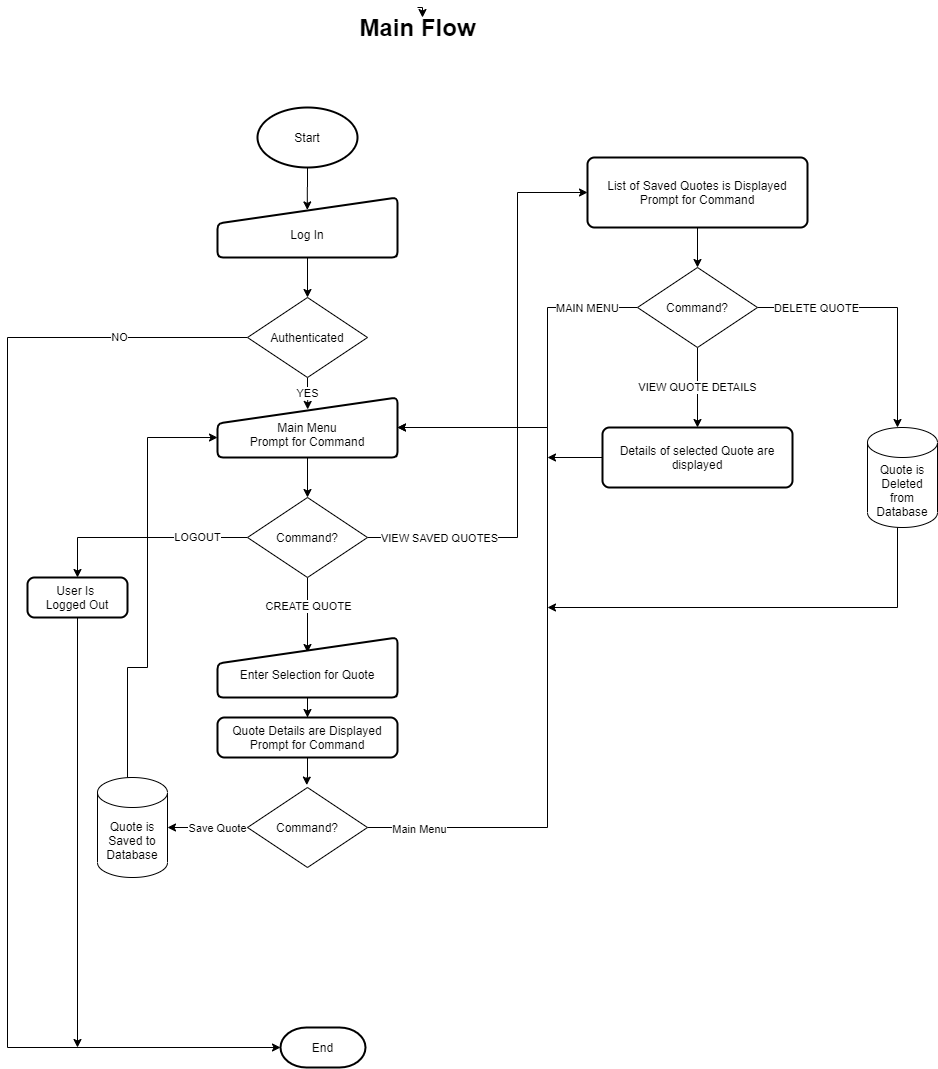 Main Flow
Start
Log In
Authenticated
NO
YES
Main Menu
Prompt for Command
Command?
LOGOUT
VIEW SAVED QUOTES
User Is
Logged Out
CREATE QUOTE
Enter Selection for Quote
Quote Details are Displayed
Prompt for Command
Command?
Save Quote
Main Menu
Quote is
Saved to
Database
List of Saved Quotes is Displayed
Prompt for Command
Command?
MAIN MENU
DELETE QUOTE
VIEW QUOTE DETAILS
Details of selected Quote are
displayed
Quote is
Deleted
from
Database
End